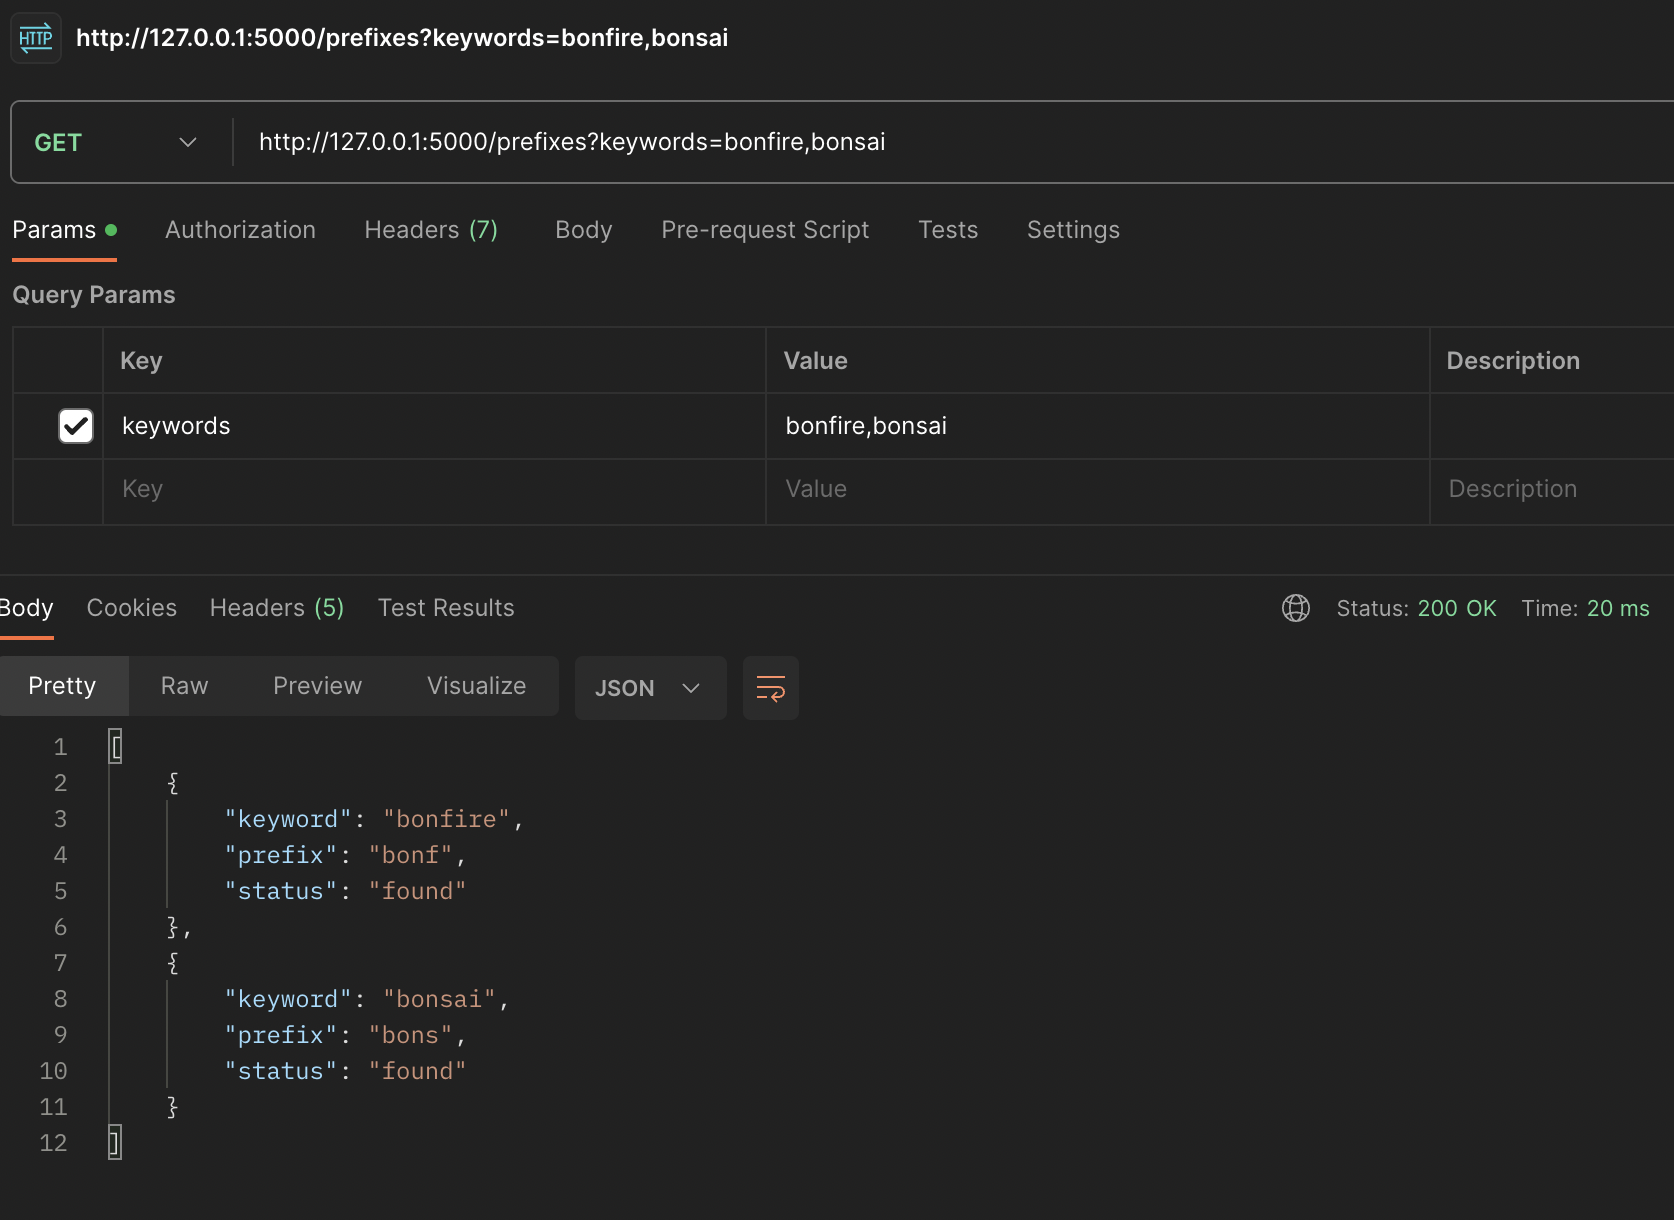 HTTP http://127.0.0.1:5000/prefixes?keywords=bonfire,bonsai
GET http://127.0.0.1:5000/prefixes?keywords=bonfire,bonsai
Params Authorization Headers (7) Body Pre-request Script Tests Settings
Query Params
Key Value Description
keywords bonfire,bonsai
Key Value Description
Body Cookies Headers (5) Test Results Status: 200 OK Time: 20 ms
Pretty Raw Preview Visualize JSON
1 [
2 {
3 "keyword": "bonfire",
4 "prefix": "bonf",
5 "status": "found"
6 },
7 {
8 "keyword": "bonsai",
9 "prefix": "bons",
10 "status": "found"
11 }
12 ]